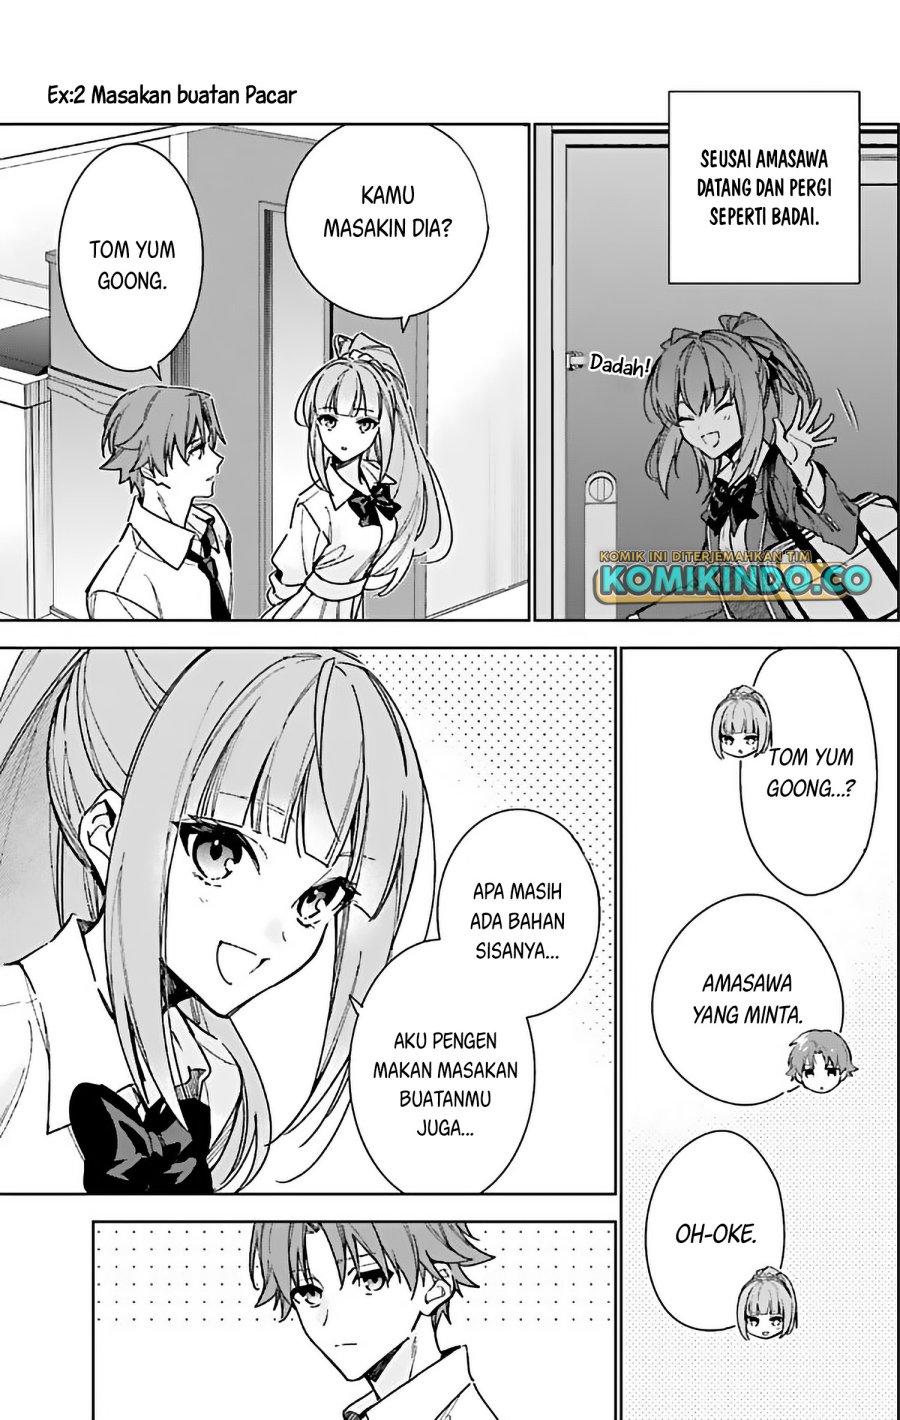 Ex:2 Masakan buatan Pacar
SEUSAI AMASAWA
DATANG DAN PERGI
SEPERTI BADAI.
Dadah!
KOMIK INI DITERJEMAHKAN TIM
KOMIKINDO.CO
KAMU
MASAKIN DIA?
TOM YUM
GOONG.
TOM YUM
GOONG...?
AMASAWA
YANG MINTA.
OH-OKE.
APA MASIH
ADA BAHAN
SISANYA...
AKU PENGEN
MAKAN MASAKAN
BUATANMU
JUGA...